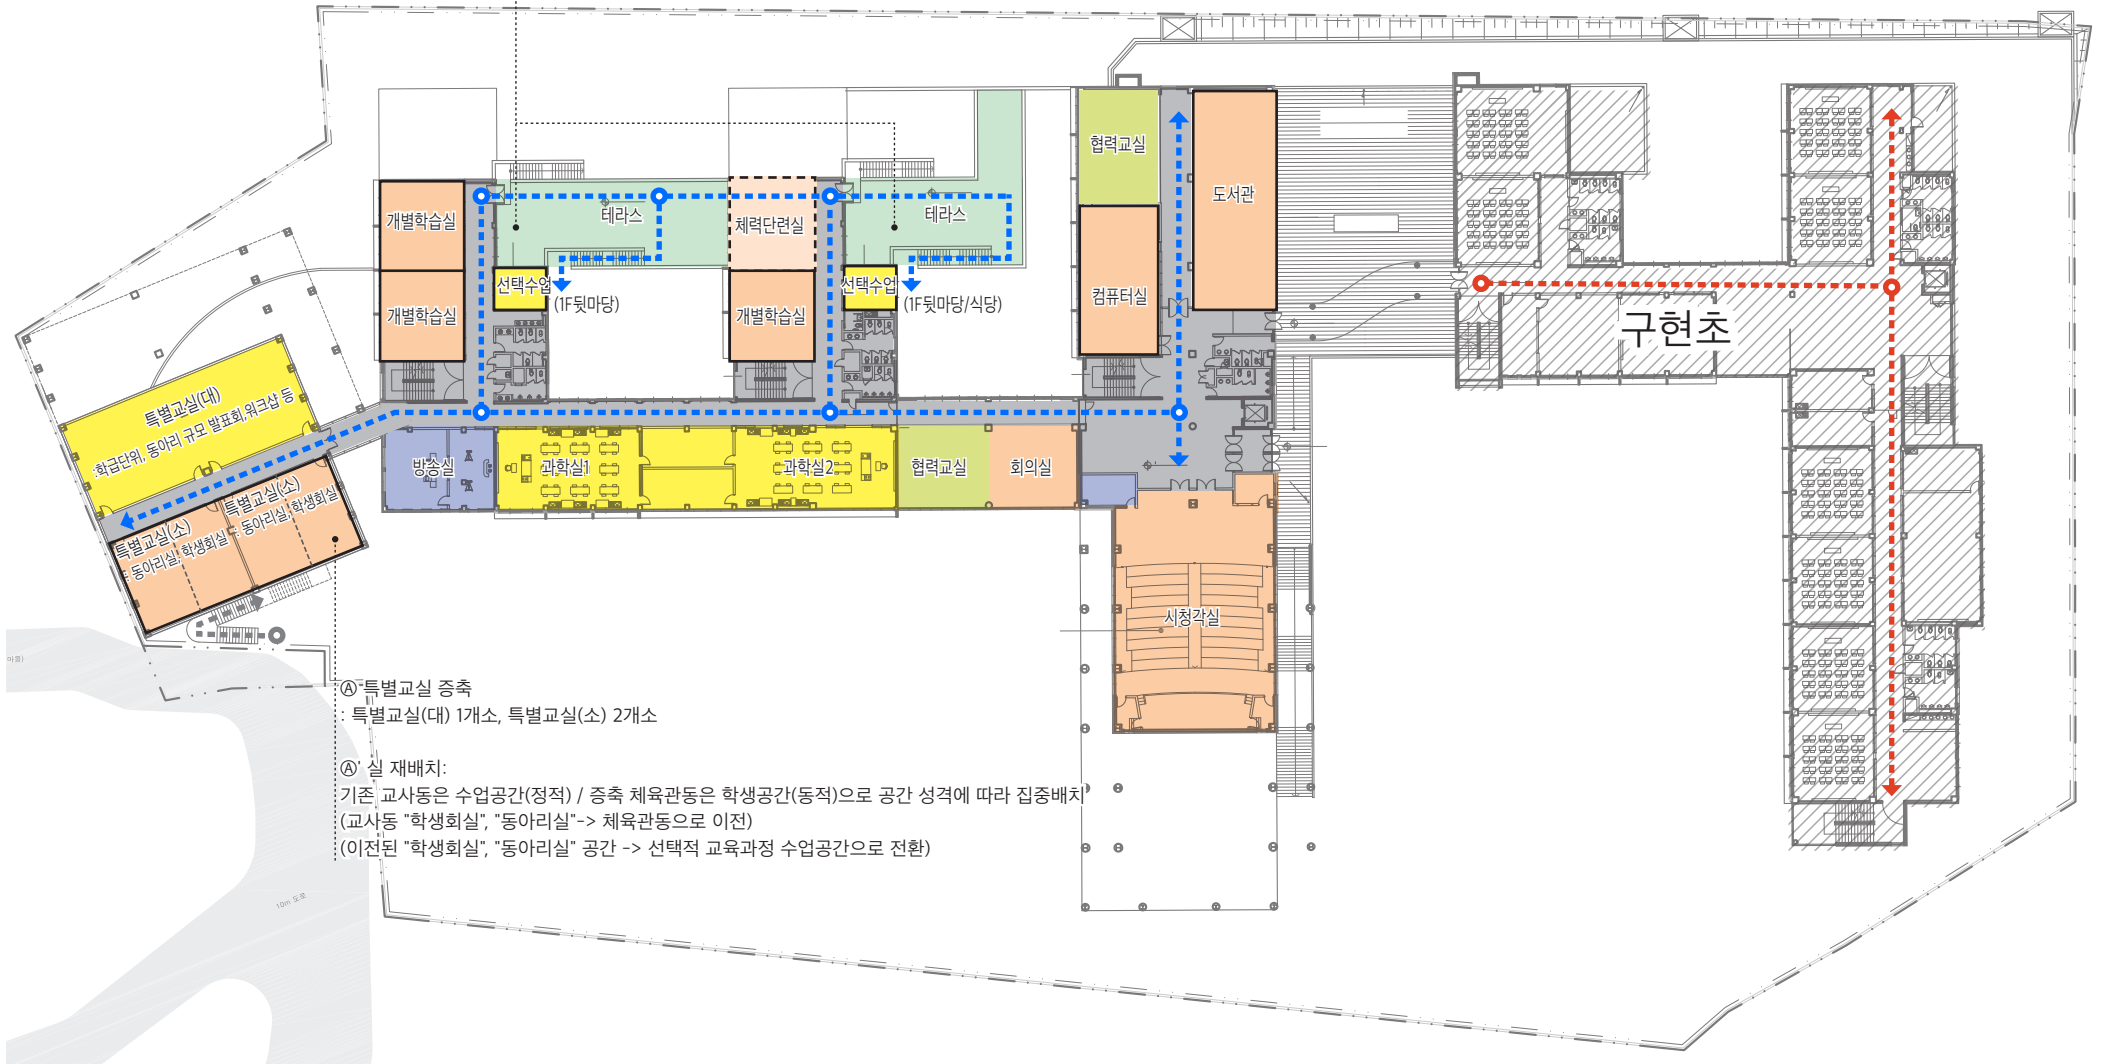 협력교실
도서관
개별학습실
테라스
체력단련실
테라스
선택수업
선택수업
(1F뒷마당)
(1F뒷마당/식당)
개별학습실
개별학습실
컴퓨터실
구현초
특별교실(대)
:학급단위, 동아리 규모 발표회,워크샵 등
방송실
과학실1
과학실2
협력교실
회의실
특별교실(소)
: 동아리실, 학생회실
특별교실(소)
: 동아리실, 학생회실
시청각실
Ⓐ 특별교실 증축
: 특별교실(대) 1개소, 특별교실(소) 2개소
Ⓐ' 실 재배치:
기존 교사동은 수업공간(정적) / 증축 체육관동은 학생공간(동적)으로 공간 성격에 따라 집중배치
(교사동 "학생회실", "동아리실"-> 체육관동으로 이전)
(이전된 "학생회실", "동아리실" 공간 -> 선택적 교육과정 수업공간으로 전환)
10m 도로